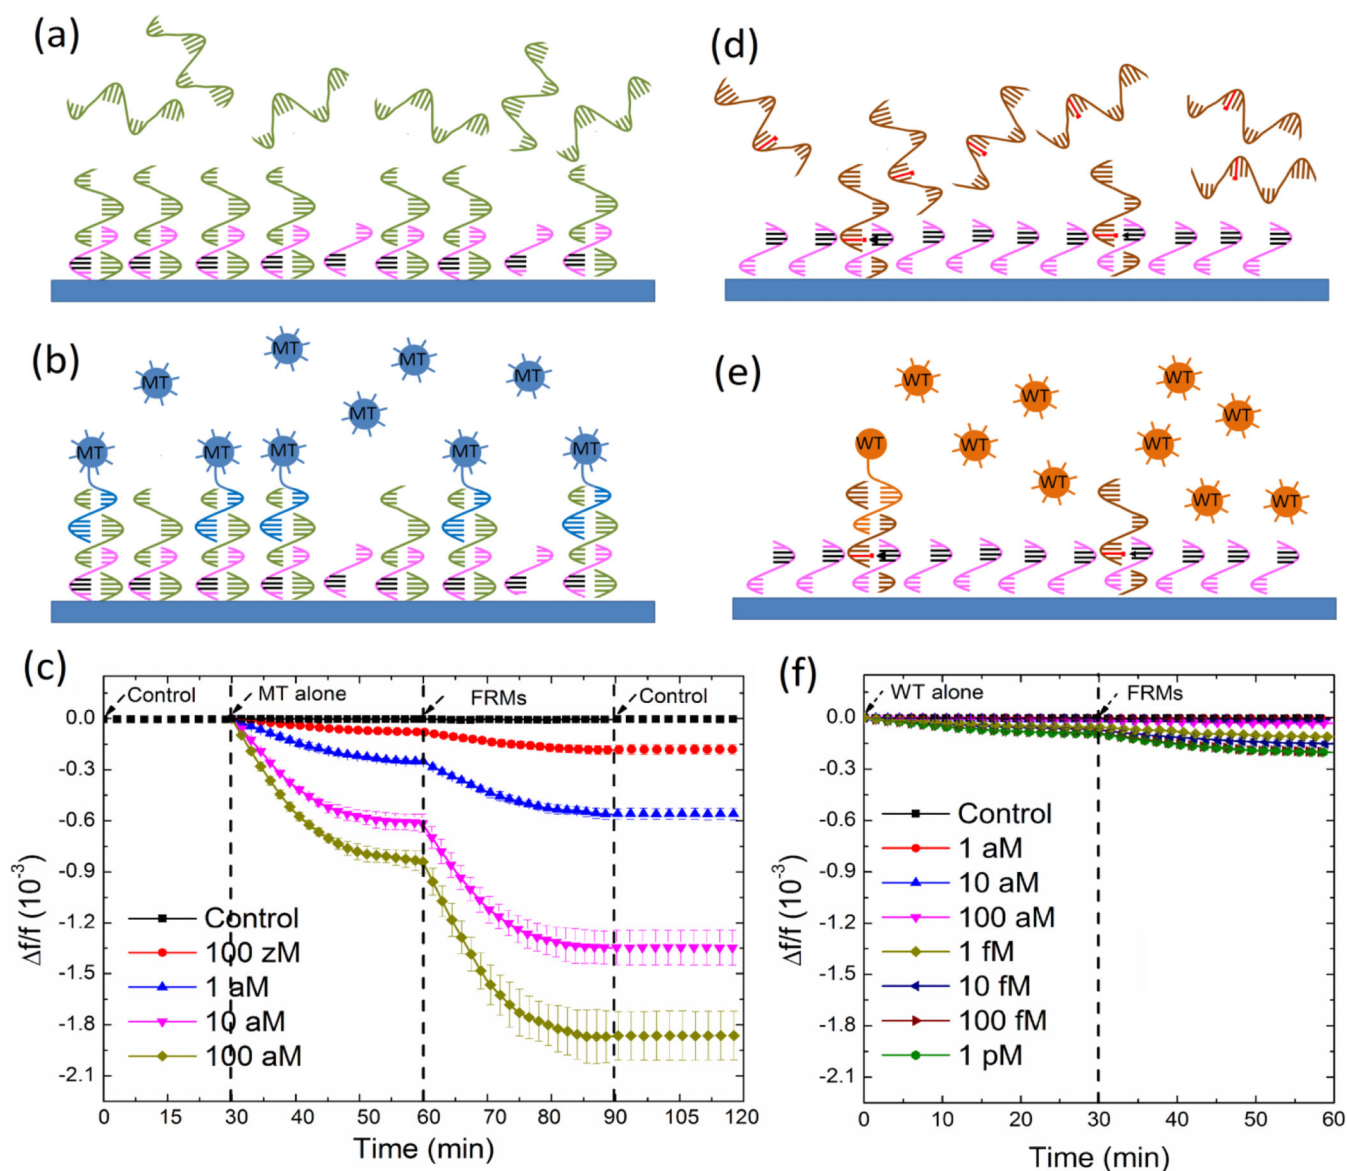 (a)
(d)
(b)
MT
MT
MT
MT
MT
MT
MT
MT
MT
MT
(e)
WT
WT
WT
WT
WT
WT
WT
WT
WT
WT
(c)
Control
MT alone
FRMs
Control
0.0
-0.3
-0.6
-0.9
-1.2
-1.5
-1.8
-2.1
Δf/f (10⁻³)
Control
100 zM
1 aM
10 aM
100 aM
0 15 30 45 60 70 80 90 105 120
Time (min)
(f)
WT alone
FRMs
0.0
-0.3
-0.6
-0.9
-1.2
-1.5
-1.8
-2.1
Δf/f (10⁻³)
Control
1 aM
10 aM
100 aM
1 fM
10 fM
100 fM
1 pM
0 10 20 30 40 50 60
Time (min)